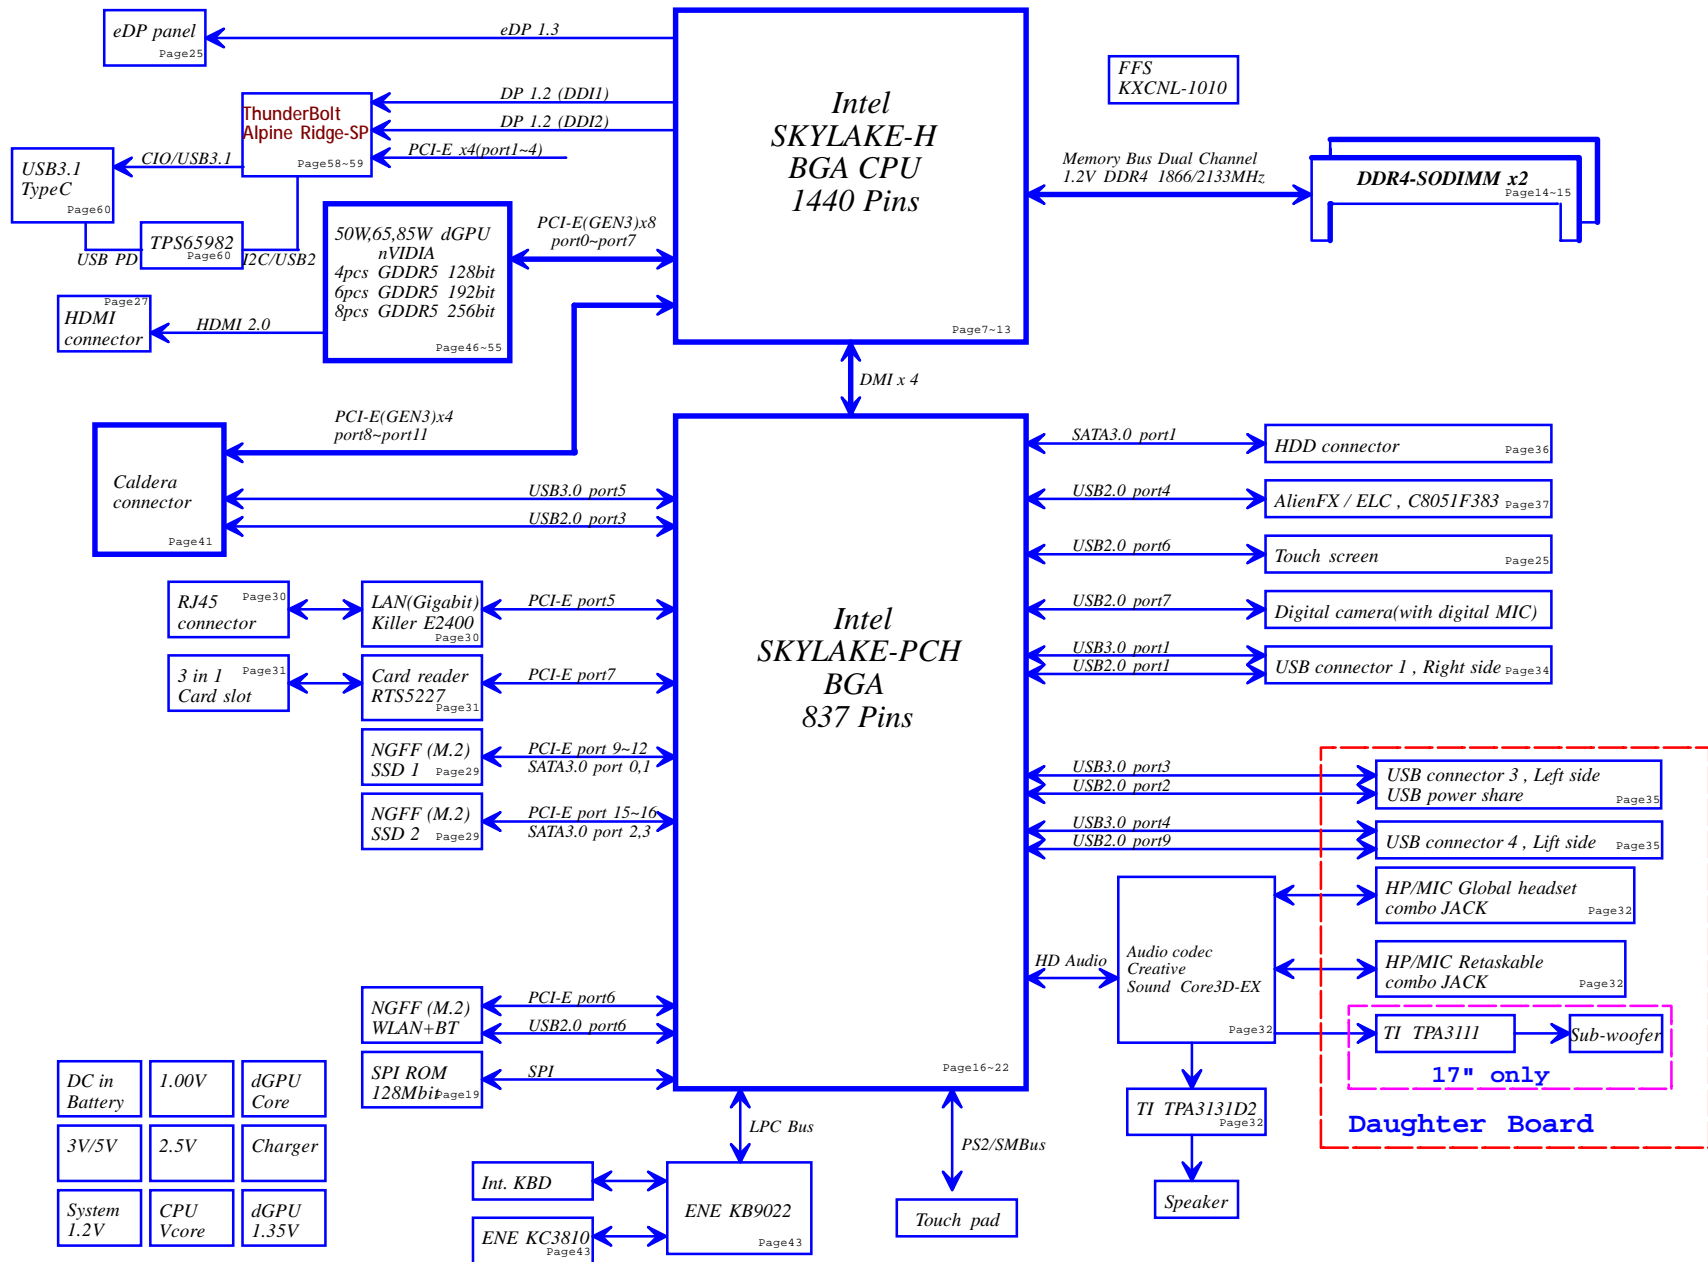 eDP panel
Page25
eDP 1.3
ThunderBolt
Alpine Ridge-SP
Page58~59
DP 1.2 (DDI1)
DP 1.2 (DDI2)
PCI-E x4(port1~4)
CIO/USB3.1
USB3.1
TypeC
Page60
USB PD
TPS65982
Page60
I2C/USB2
50W,65,85W dGPU
nVIDIA
4pcs GDDR5 128bit
6pcs GDDR5 192bit
8pcs GDDR5 256bit
Page46~55
PCI-E(GEN3)x8
port0~port7
Page27
HDMI
connector
HDMI 2.0
Intel
SKYLAKE-H
BGA CPU
1440 Pins
Page7~13
FFS
KXCNL-1010
Memory Bus Dual Channel
1.2V DDR4 1866/2133MHz
DDR4-SODIMM x2
Page14~15
DMI x 4
PCI-E(GEN3)x4
port8~port11
Caldera
connector
Page41
USB3.0 port5
USB2.0 port3
RJ45
connector
Page30
LAN(Gigabit)
Killer E2400
Page30
PCI-E port5
3 in 1
Card slot
Page31
Card reader
RTS5227
Page31
PCI-E port7
NGFF (M.2)
SSD 1
Page29
PCI-E port 9~12
SATA3.0 port 0,1
NGFF (M.2)
SSD 2
Page29
PCI-E port 15~16
SATA3.0 port 2,3
NGFF (M.2)
WLAN+BT
PCI-E port6
USB2.0 port6
SPI ROM
128Mbit
Page19
SPI
Intel
SKYLAKE-PCH
BGA
837 Pins
Page16~22
SATA3.0 port1
HDD connector
Page36
USB2.0 port4
AlienFX / ELC , C8051F383
Page37
USB2.0 port6
Touch screen
Page25
USB2.0 port7
Digital camera(with digital MIC)
USB3.0 port1
USB2.0 port1
USB connector 1 , Right side
Page34
USB3.0 port3
USB2.0 port2
USB connector 3 , Left side
USB power share
Page35
USB3.0 port4
USB2.0 port9
USB connector 4 , Lift side
Page35
HP/MIC Global headset
combo JACK
Page32
HP/MIC Retaskable
combo JACK
Page32
HD Audio
Audio codec
Creative
Sound Core3D-EX
Page32
TI TPA3111
Sub-woofer
17" only
Daughter Board
TI TPA3131D2
Page32
Speaker
LPC Bus
PS2/SMBus
Int. KBD
ENE KC3810
Page43
ENE KB9022
Page43
Touch pad
DC in
Battery
1.00V
dGPU
Core
3V/5V
2.5V
Charger
System
1.2V
CPU
Vcore
dGPU
1.35V